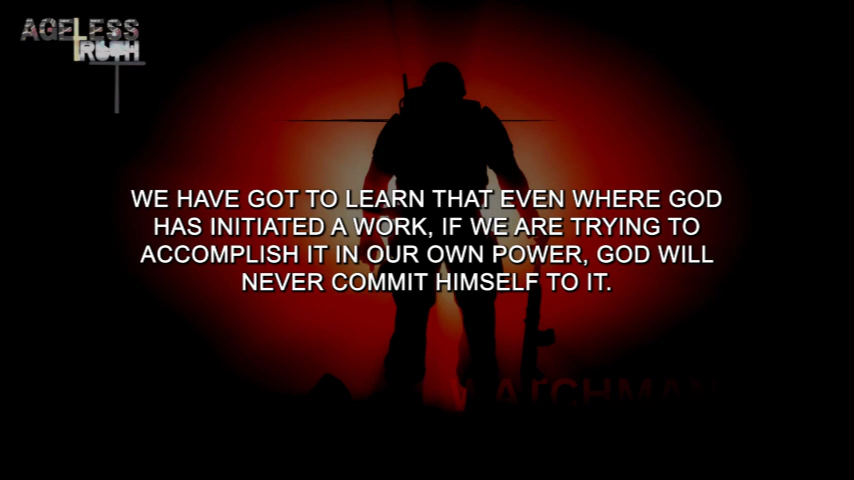 AGELESS
TRUTH
WE HAVE GOT TO LEARN THAT EVEN WHERE GOD
HAS INITIATED A WORK, IF WE ARE TRYING TO
ACCOMPLISH IT IN OUR OWN POWER, GOD WILL
NEVER COMMIT HIMSELF TO IT.
WATCHMAN